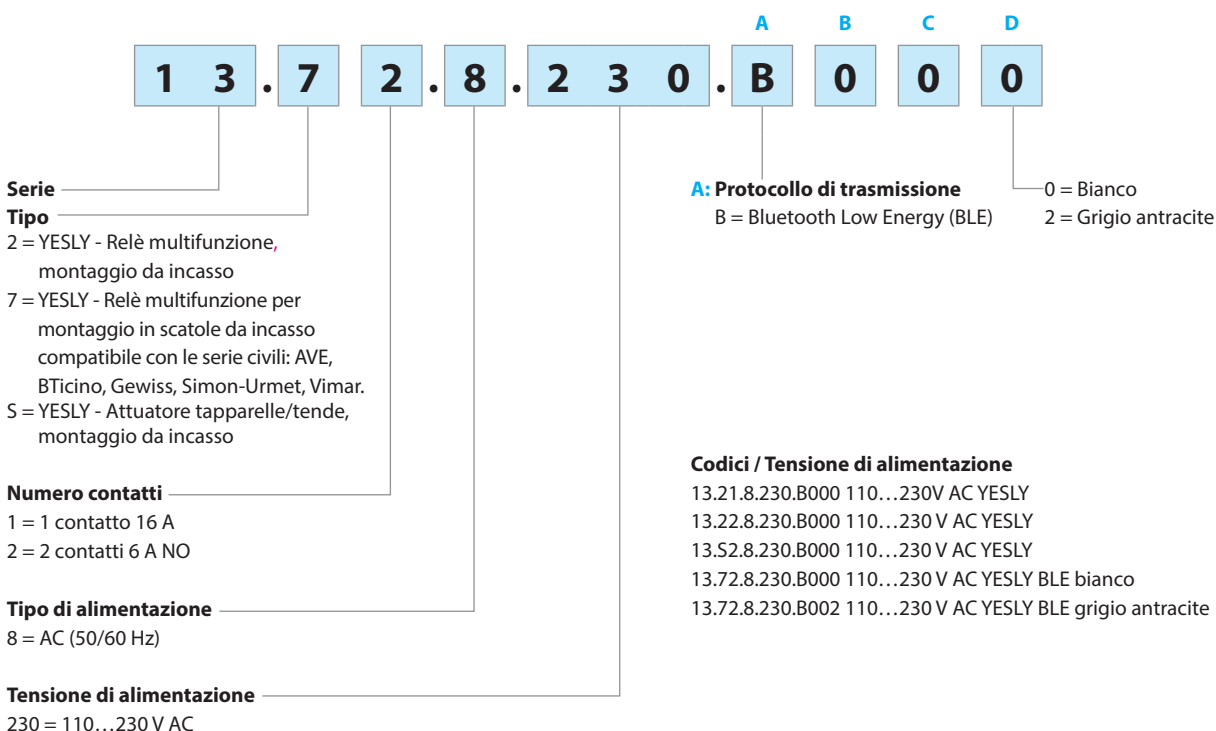 A B C D
1 3 . 7 2 . 8 . 2 3 0 . B 0 0 0
Serie
Tipo
2 = YESLY - Relè multifunzione,
montaggio da incasso
7 = YESLY - Relè multifunzione per
montaggio in scatole da incasso
compatibile con le serie civili: AVE,
BTicino, Gewiss, Simon-Urmet, Vimar.
S = YESLY - Attuatore tapparelle/tende,
montaggio da incasso
Numero contatti
1 = 1 contatto 16 A
2 = 2 contatti 6 A NO
Tipo di alimentazione
8 = AC (50/60 Hz)
Tensione di alimentazione
230 = 110…230 V AC
A: Protocollo di trasmissione
B = Bluetooth Low Energy (BLE)
0 = Bianco
2 = Grigio antracite
Codici / Tensione di alimentazione
13.21.8.230.B000 110…230V AC YESLY
13.22.8.230.B000 110…230 V AC YESLY
13.S2.8.230.B000 110…230 V AC YESLY
13.72.8.230.B000 110…230 V AC YESLY BLE bianco
13.72.8.230.B002 110…230 V AC YESLY BLE grigio antracite